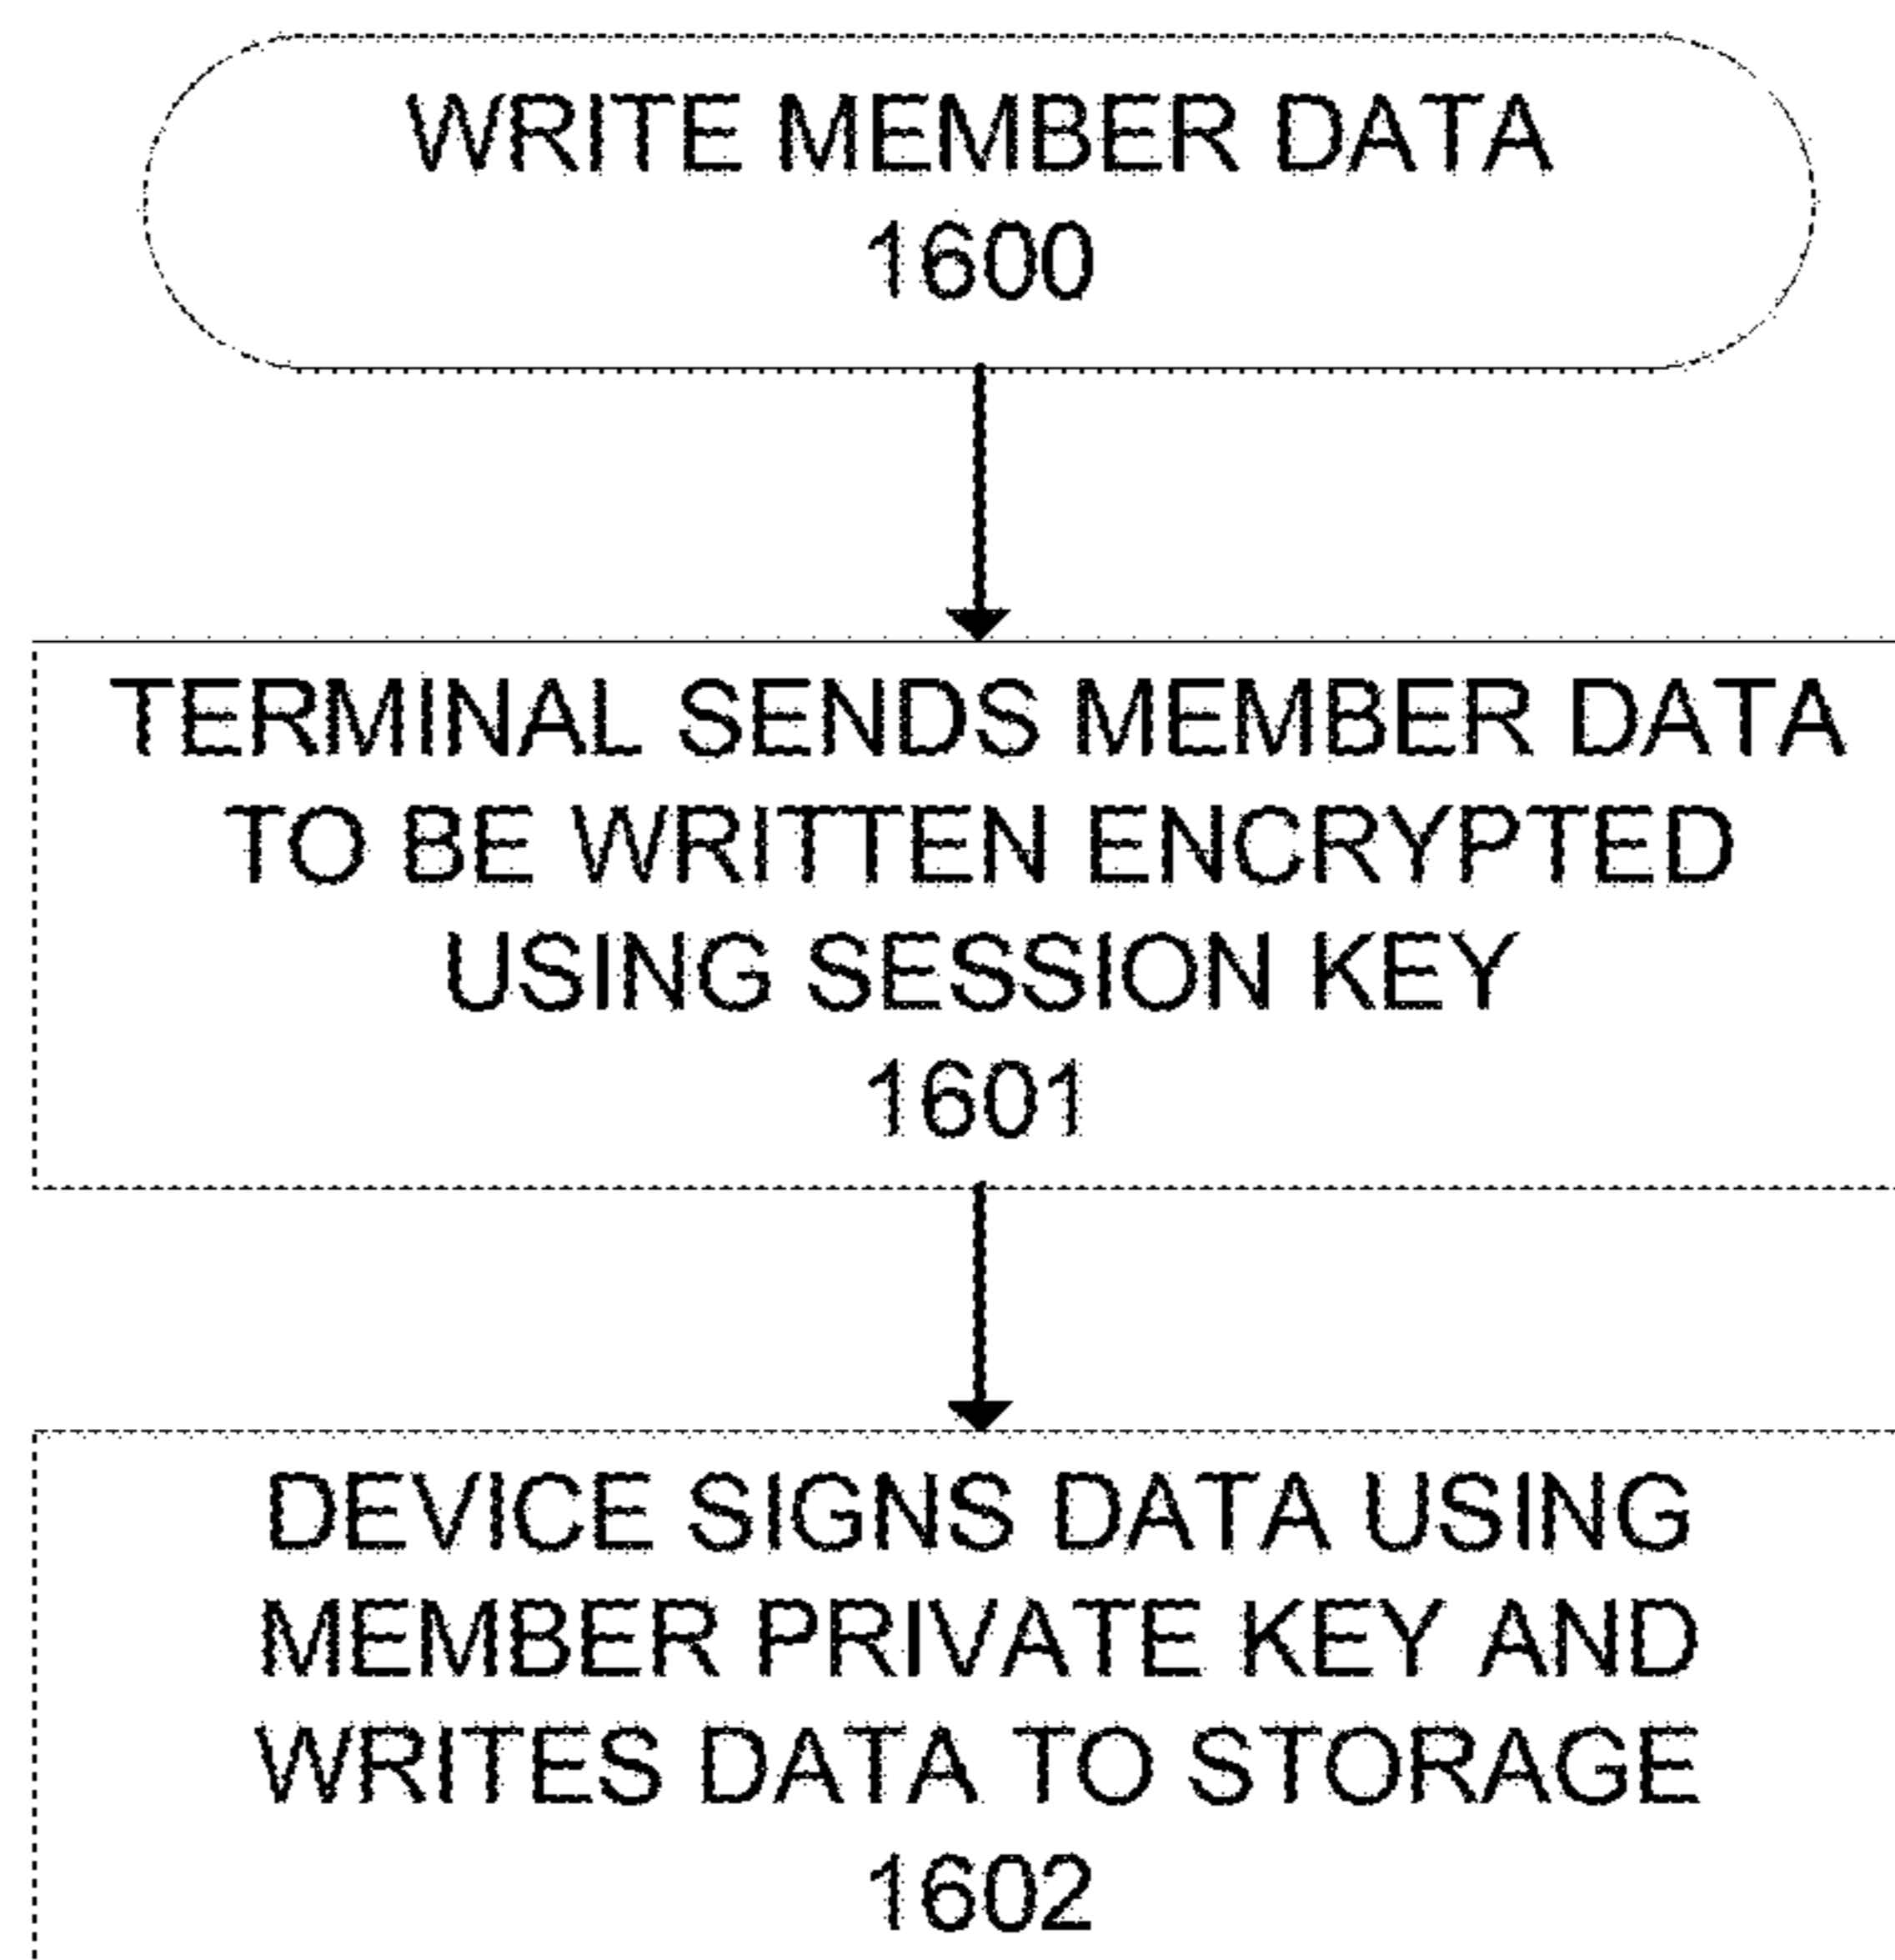 WRITE MEMBER DATA
1600
TERMINAL SENDS MEMBER DATA
TO BE WRITTEN ENCRYPTED
USING SESSION KEY
1601
DEVICE SIGNS DATA USING
MEMBER PRIVATE KEY AND
WRITES DATA TO STORAGE
1602